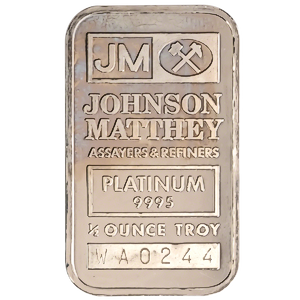 JM
JOHNSON
MATTHEY
ASSAYERS & REFINERS
PLATINUM
9995
½ OUNCE TROY
WA0244